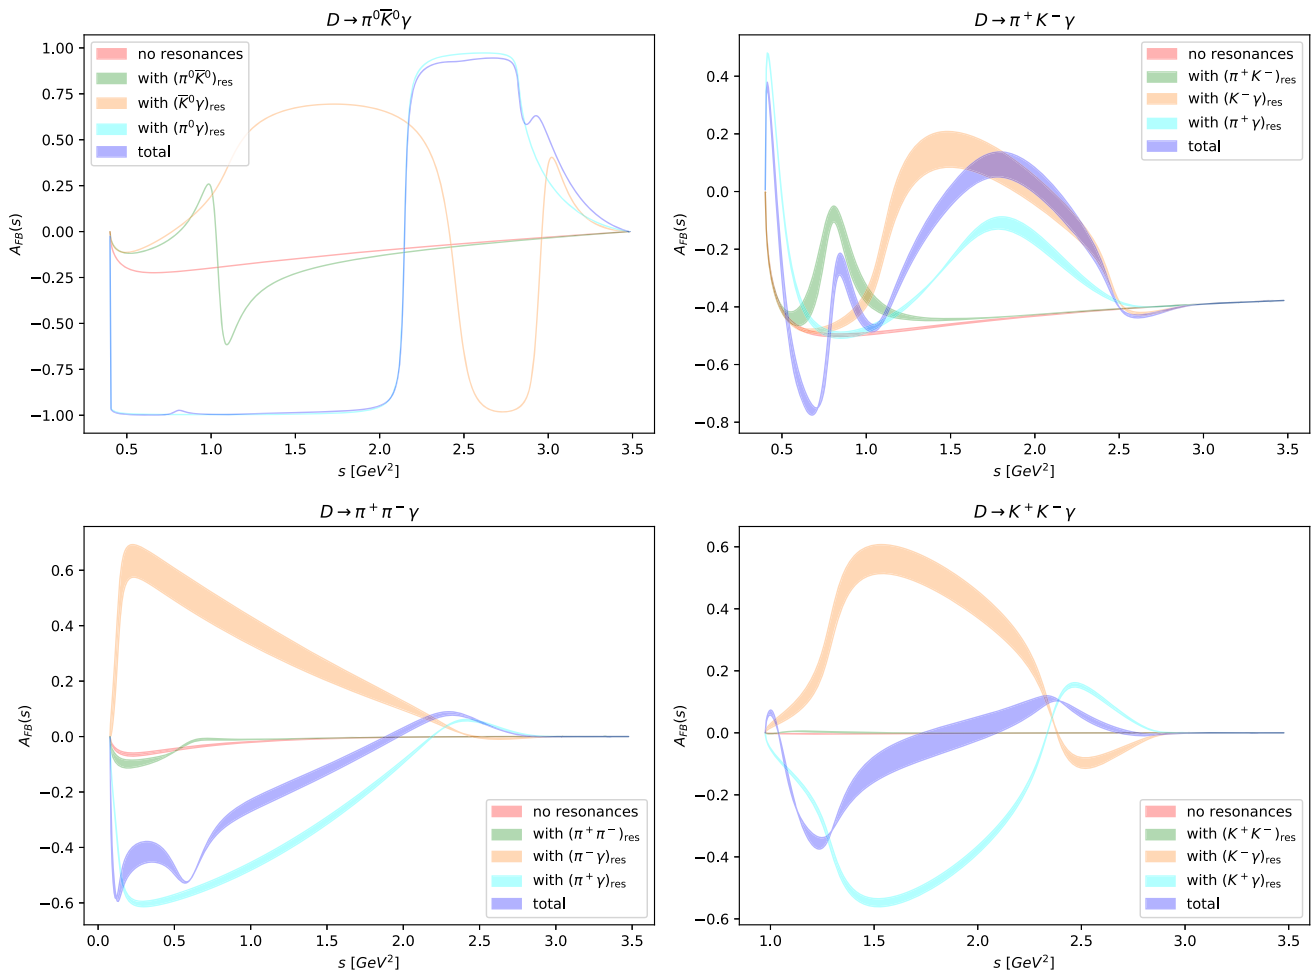 D → π⁰K̅⁰γ
1.00
0.75
0.50
0.25
0.00
−0.25
−0.50
−0.75
−1.00
A_FB(s)
no resonances
with (π⁰K̅⁰)res
with (K̅⁰γ)res
with (π⁰γ)res
total
0.5 1.0 1.5 2.0 2.5 3.0 3.5
s [GeV²]
D → π⁺K⁻γ
0.4
0.2
0.0
−0.2
−0.4
−0.6
−0.8
A_FB(s)
no resonances
with (π⁺K⁻)res
with (K⁻γ)res
with (π⁺γ)res
total
0.5 1.0 1.5 2.0 2.5 3.0 3.5
s [GeV²]
D → π⁺π⁻γ
0.6
0.4
0.2
0.0
−0.2
−0.4
−0.6
A_FB(s)
no resonances
with (π⁺π⁻)res
with (π⁻γ)res
with (π⁺γ)res
total
0.0 0.5 1.0 1.5 2.0 2.5 3.0 3.5
s [GeV²]
D → K⁺K⁻γ
0.6
0.4
0.2
0.0
−0.2
−0.4
−0.6
A_FB(s)
no resonances
with (K⁺K⁻)res
with (K⁻γ)res
with (K⁺γ)res
total
1.0 1.5 2.0 2.5 3.0 3.5
s [GeV²]